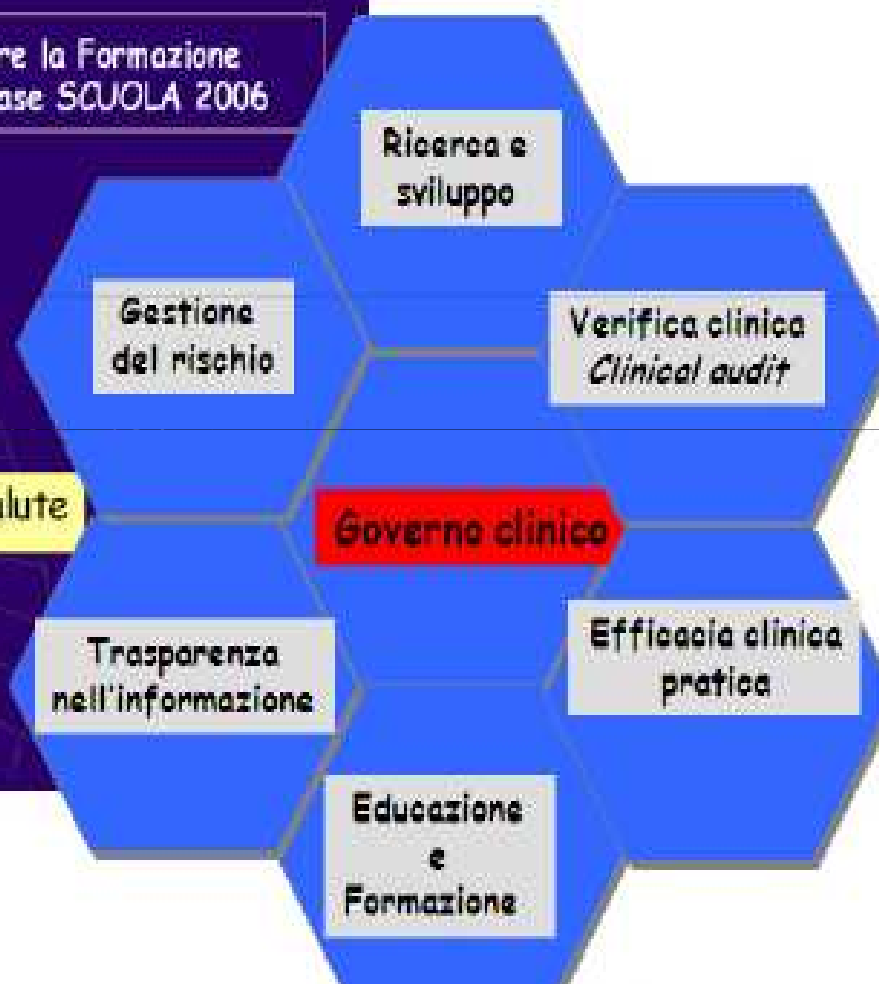 re la Formazione
ase SCUOLA 2006
Ricerca e
sviluppo
Gestione
del rischio
Verifica clinica
Clinical audit
alute
Governo clinico
Efficacia clinica
pratica
Trasparenza
nell'informazione
Educazione
e
Formazione